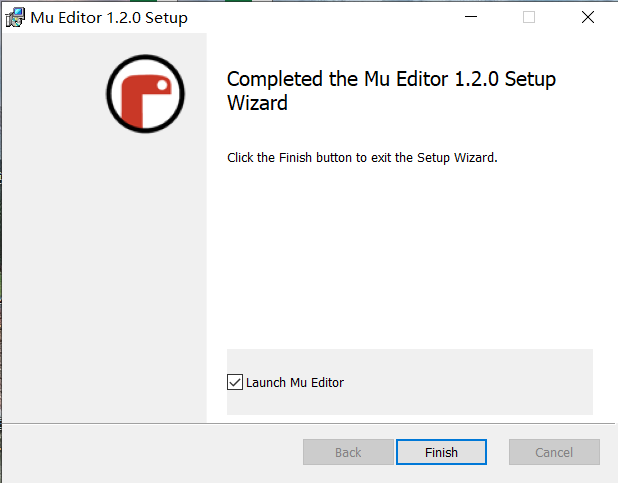 Mu Editor 1.2.0 Setup
Completed the Mu Editor 1.2.0 Setup
Wizard
Click the Finish button to exit the Setup Wizard.
Launch Mu Editor
Back
Finish
Cancel